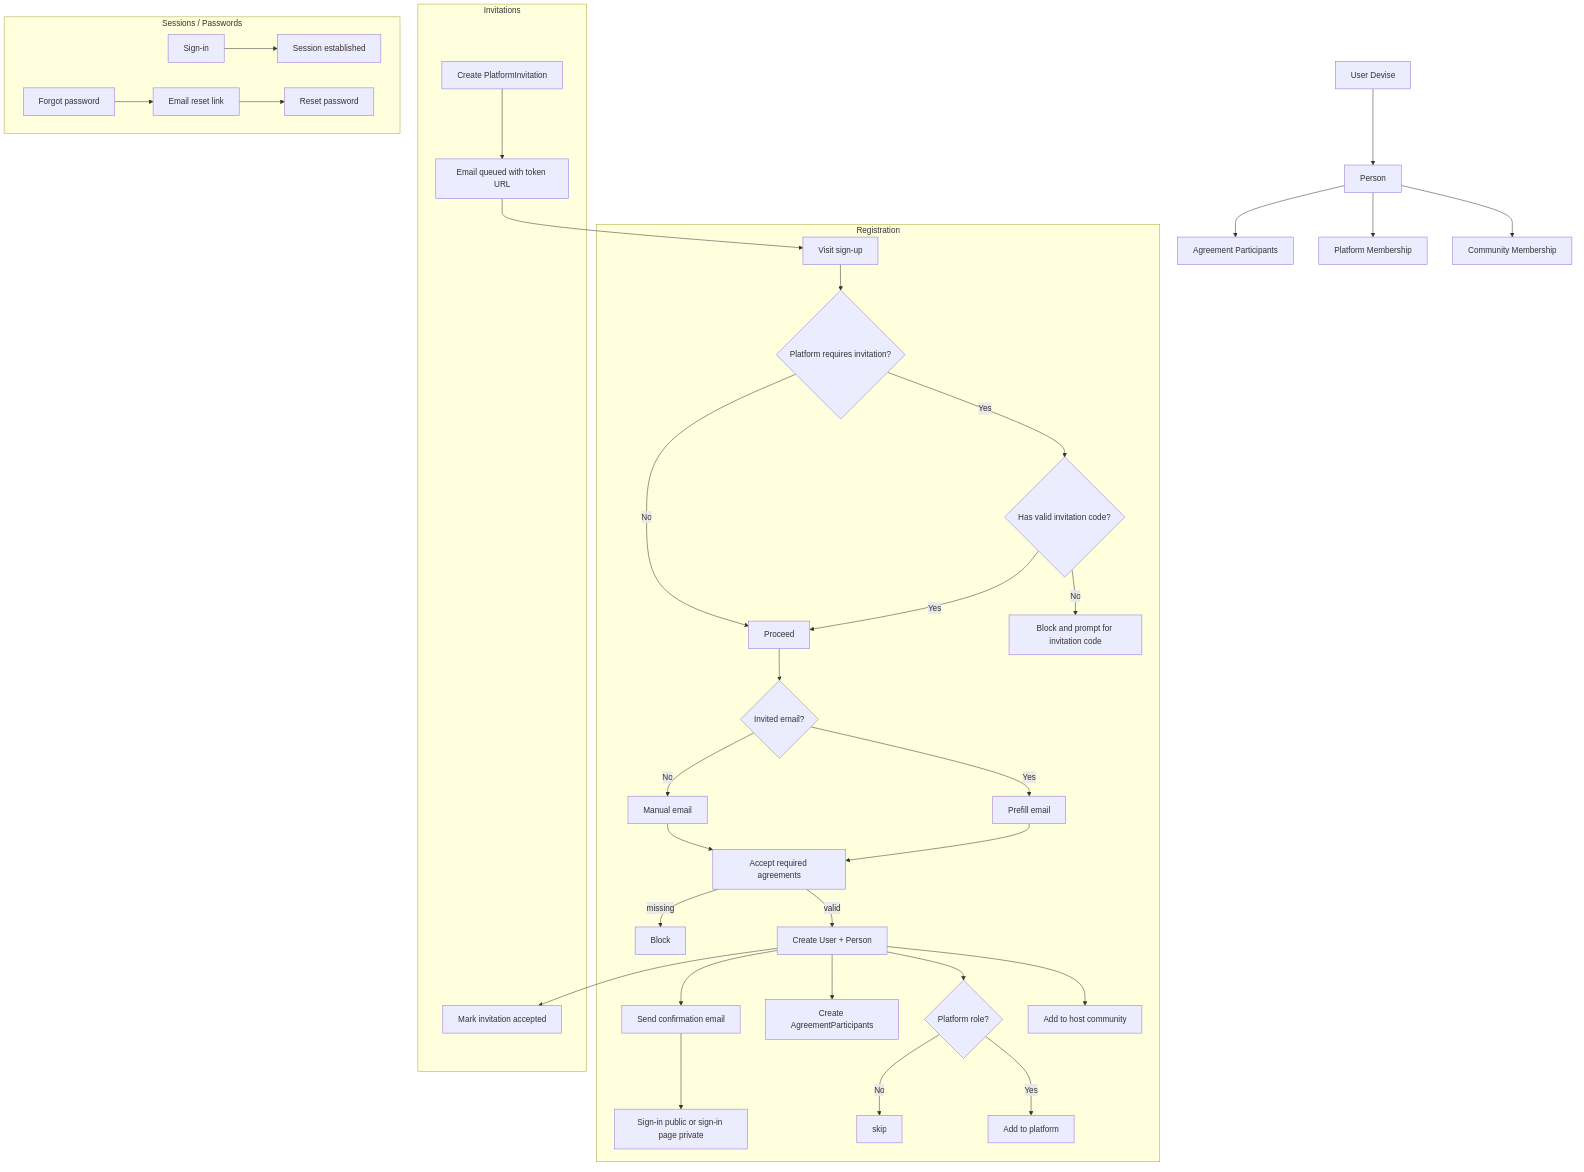 Sessions / Passwords
Sign-in
Session established
Forgot password
Email reset link
Reset password
Invitations
Create PlatformInvitation
Email queued with token
URL
Mark invitation accepted
Registration
Visit sign-up
Platform requires invitation?
Yes
No
Has valid invitation code?
Yes
No
Proceed
Block and prompt for
invitation code
Invited email?
No
Yes
Manual email
Prefill email
Accept required
agreements
missing
valid
Block
Create User + Person
Send confirmation email
Create
AgreementParticipants
Platform role?
Add to host community
No
Yes
Sign-in public or sign-in
page private
skip
Add to platform
User Devise
Person
Agreement Participants
Platform Membership
Community Membership